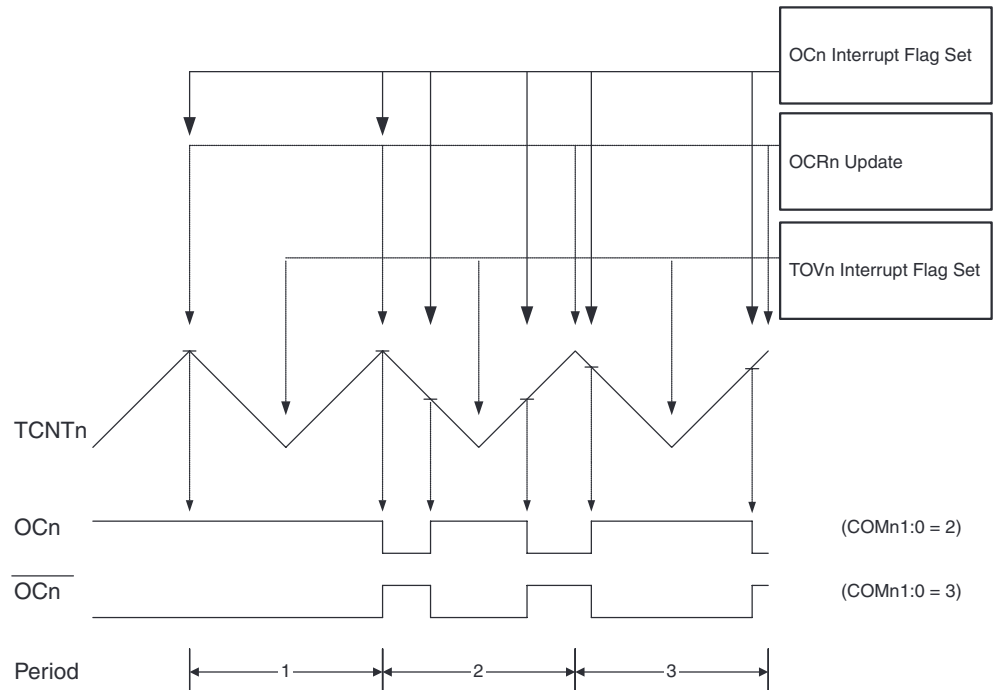 OCn Interrupt Flag Set
OCRn Update
TOVn Interrupt Flag Set
TCNTn
OCn
(COMn1:0 = 2)
OCn
(COMn1:0 = 3)
Period
1
2
3